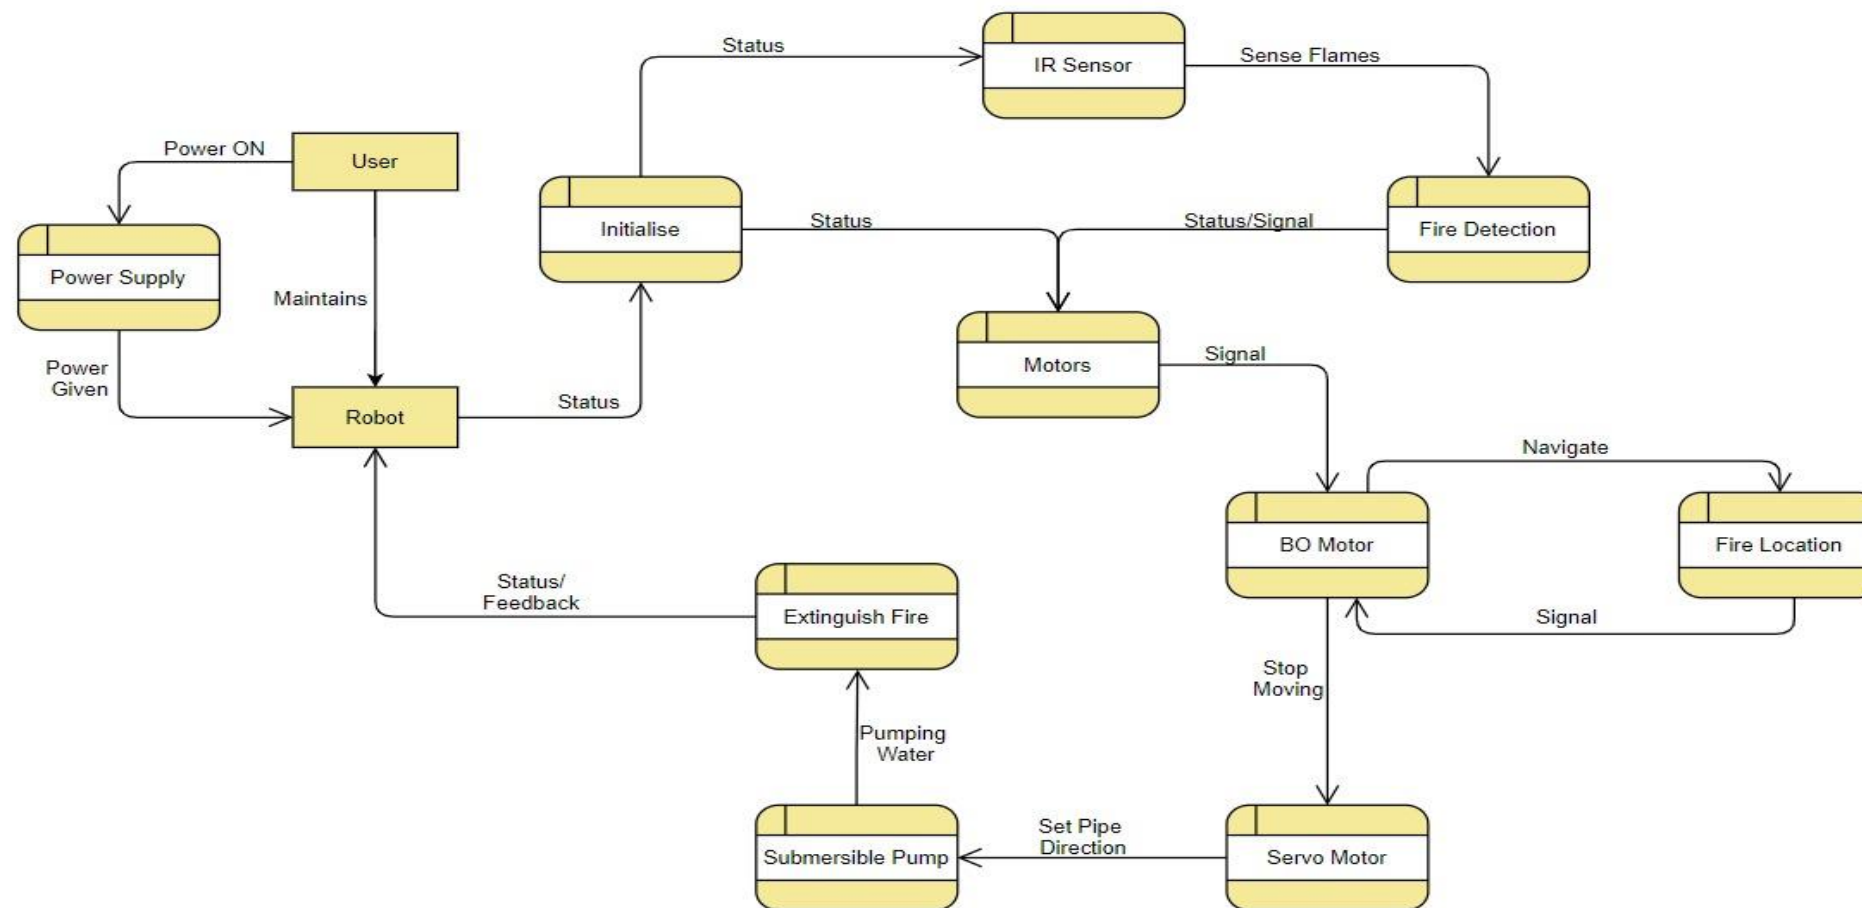 Status
IR Sensor
Sense Flames
Power ON
User
Initialise
Status
Status/Signal
Fire Detection
Power Supply
Maintains
Motors
Signal
Power
Given
Robot
Status
Navigate
BO Motor
Fire Location
Status/
Feedback
Extinguish Fire
Signal
Stop
Moving
Pumping
Water
Set Pipe
Direction
Submersible Pump
Servo Motor